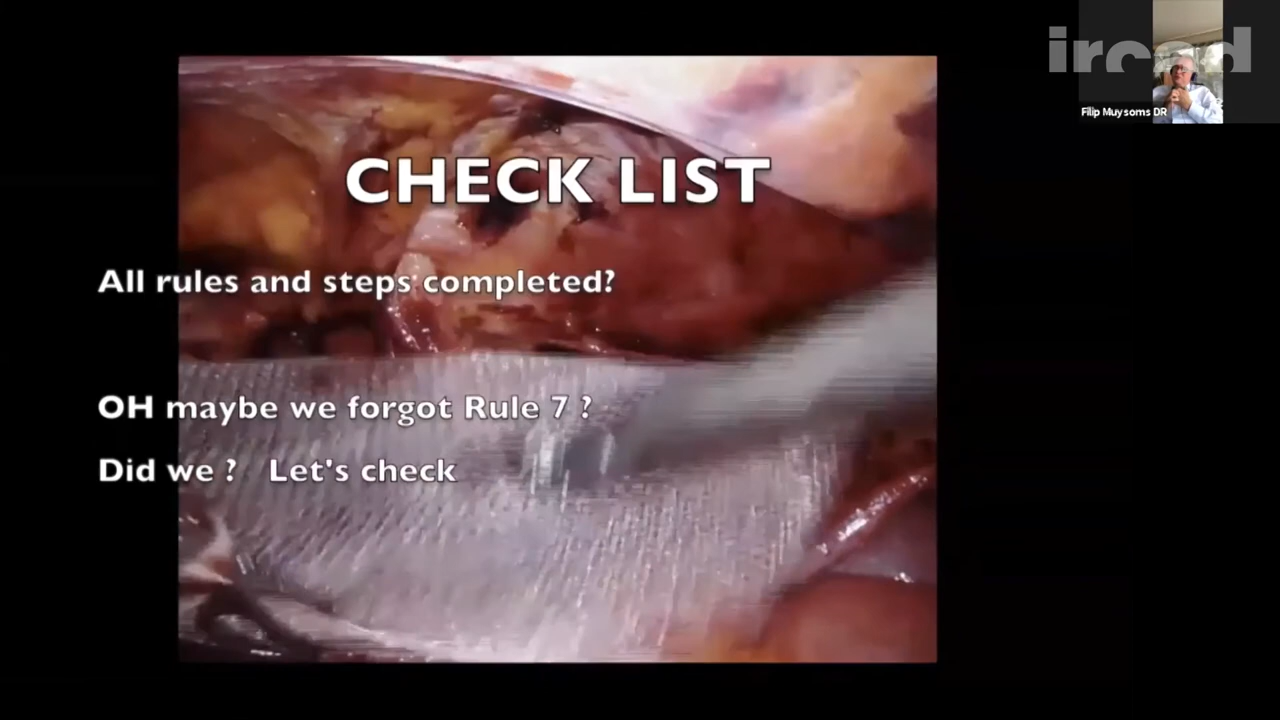 CHECK LIST
All rules and steps completed?
OH maybe we forgot Rule 7 ?
Did we ? Let's check
ircad
Filip Muysoms DR